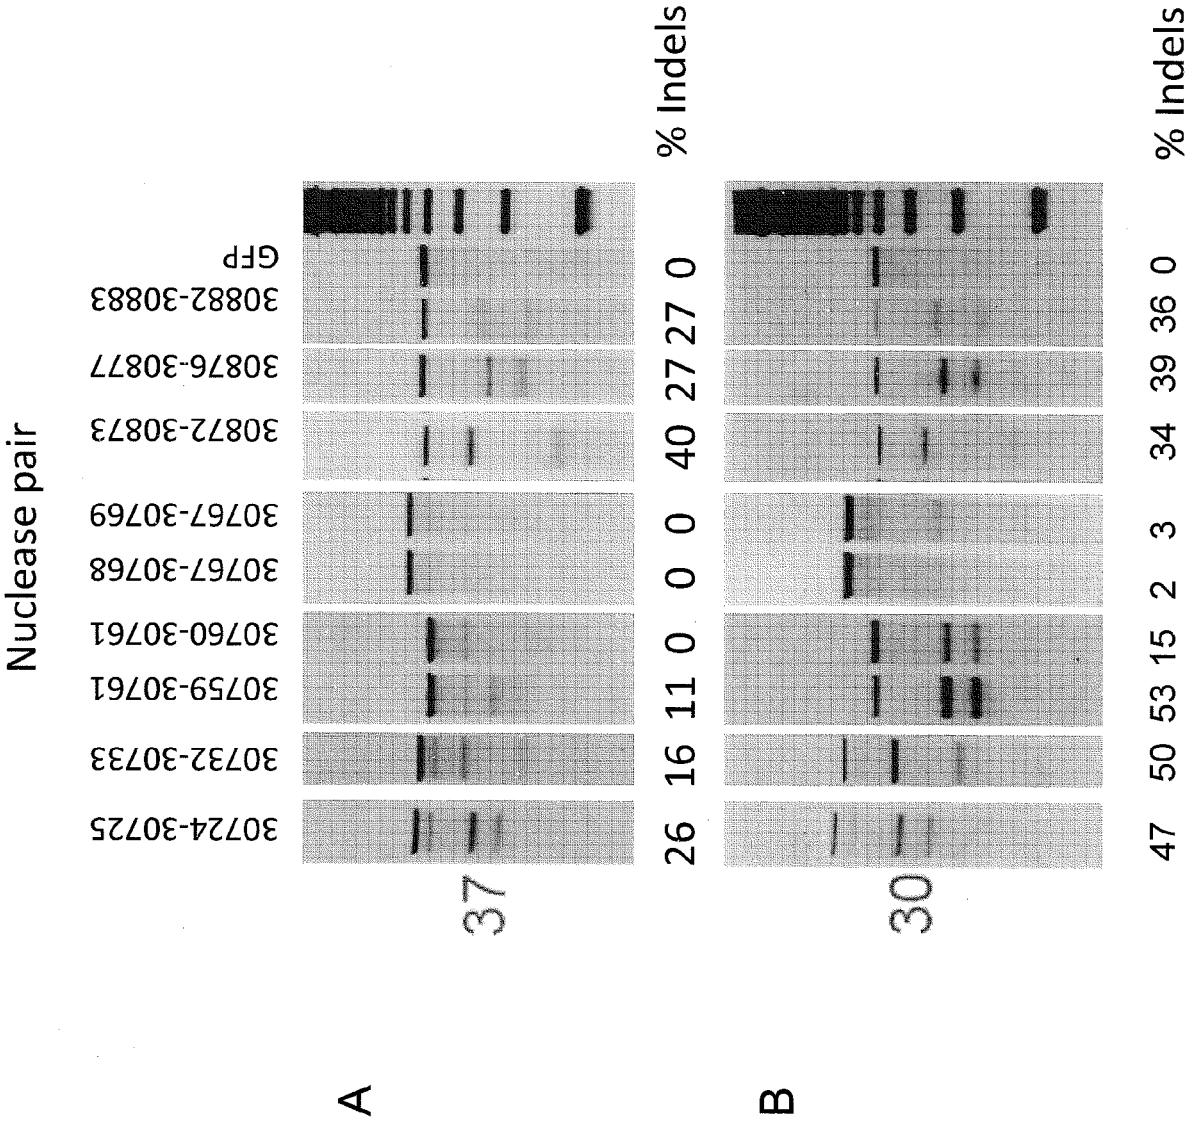 Nuclease pair
30724-30725
30732-30733
30759-30761
30760-30761
30767-30768
30767-30769
30872-30873
30876-30877
30882-30883
GFP
A
37
26 16 11 0 0 0 40 27 27 0 % Indels
B
30
47 50 53 15 2 3 34 39 36 0 % Indels